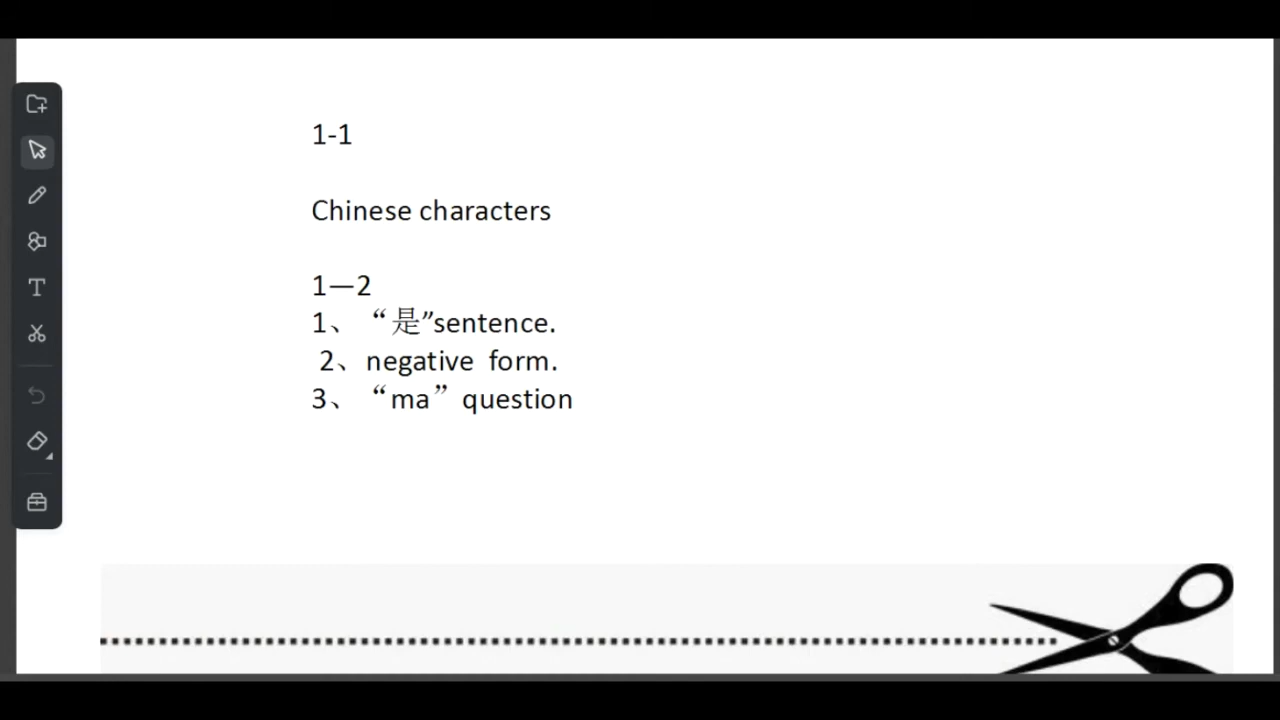 1-1
Chinese characters
1—2
1、 “是”sentence.
2、negative form.
3、 “ma” question